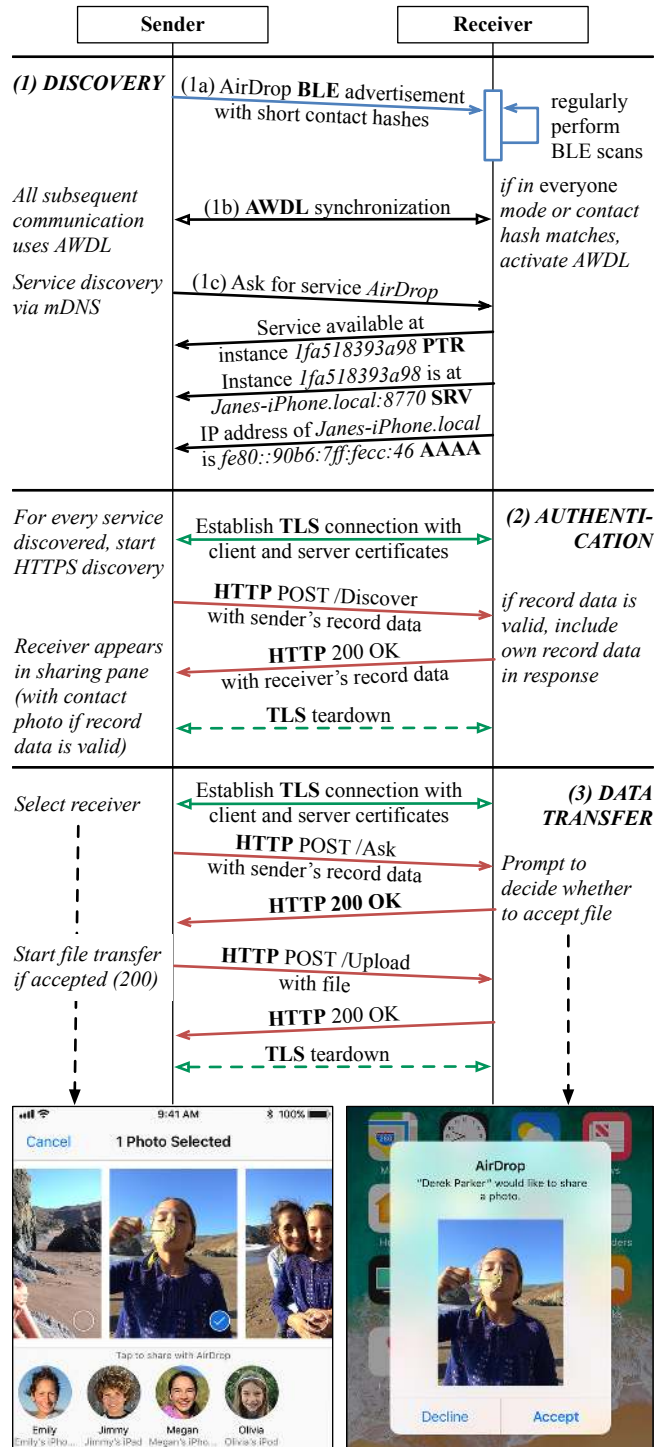 Sender
Receiver
(1) DISCOVERY
(1a) AirDrop BLE advertisement
with short contact hashes
regularly
perform
BLE scans
All subsequent
communication
uses AWDL
(1b) AWDL synchronization
if in everyone
mode or contact
hash matches,
activate AWDL
Service discovery
via mDNS
(1c) Ask for service AirDrop
Service available at
instance 1fa518393a98 PTR
Instance 1fa518393a98 is at
Janes-iPhone.local:8770 SRV
IP address of Janes-iPhone.local
is fe80::90b6:7ff:fecc:46 AAAA
For every service
discovered, start
HTTPS discovery
Establish TLS connection with
client and server certificates
(2) AUTHENTI-
CATION
HTTP POST /Discover
with sender's record data
if record data is
valid, include
own record data
in response
Receiver appears
in sharing pane
(with contact
photo if record
data is valid)
HTTP 200 OK
with receiver's record data
TLS teardown
Select receiver
Establish TLS connection with
client and server certificates
(3) DATA
TRANSFER
HTTP POST /Ask
with sender's record data
Prompt to
decide whether
to accept file
HTTP 200 OK
Start file transfer
if accepted (200)
HTTP POST /Upload
with file
HTTP 200 OK
TLS teardown
9:41 AM
100%
Cancel
1 Photo Selected
Tap to share with AirDrop
Emily
Emily's iPho...
Jimmy
Jimmy's iPad
Megan
Megan's iPho...
Olivia
Olivia's iPod
AirDrop
"Derek Parker" would like to share
a photo.
Decline
Accept